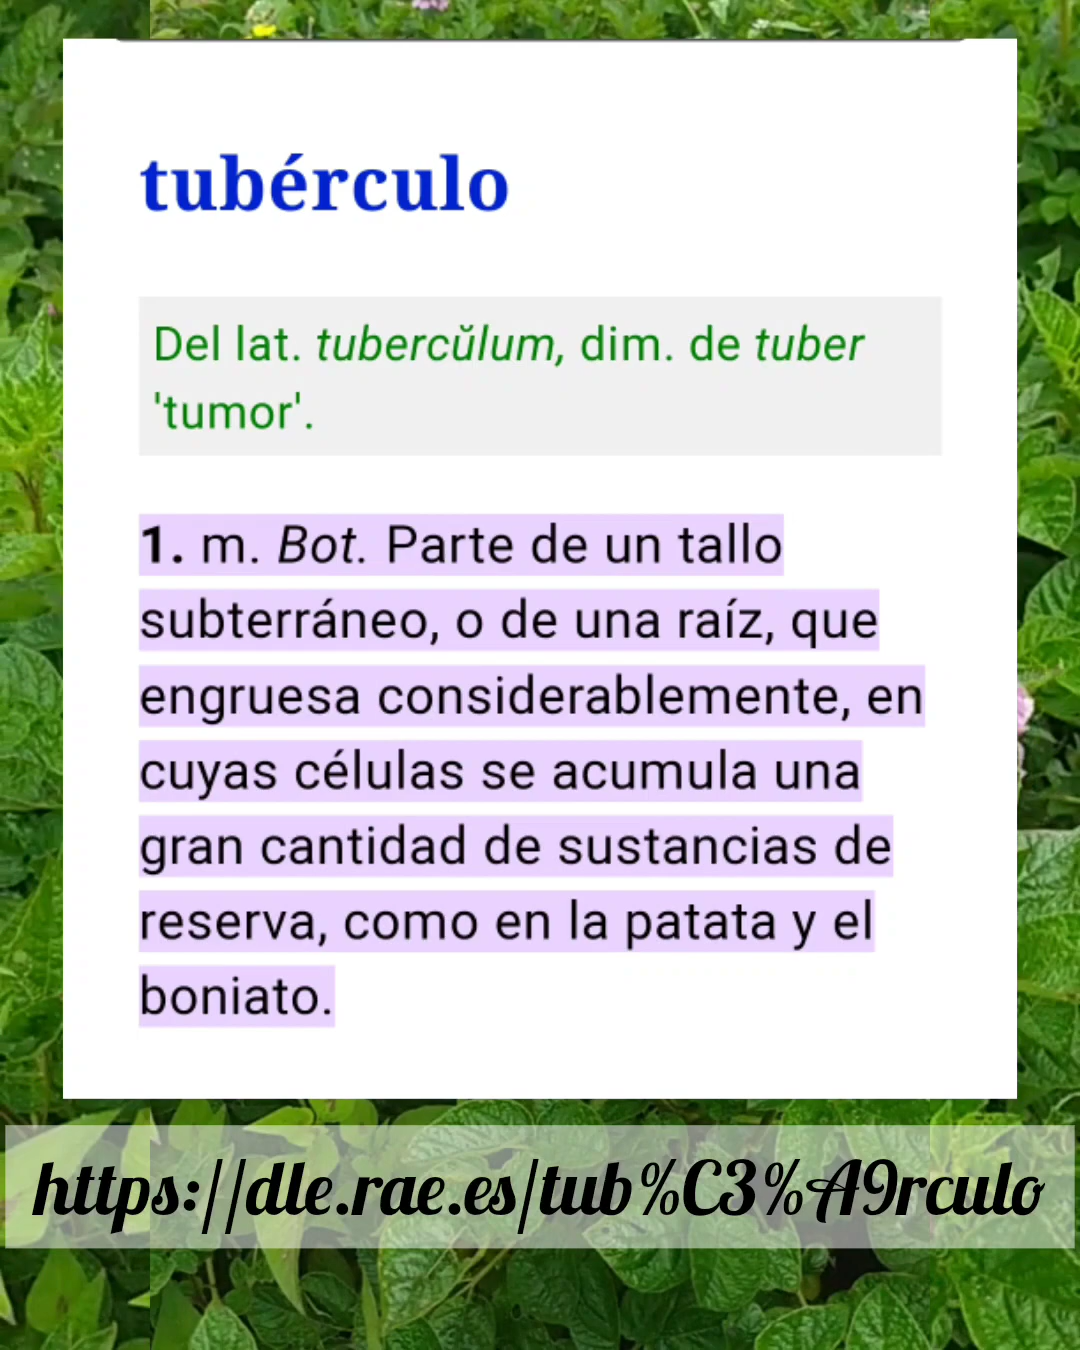 tubérculo
Del lat. tubercŭlum, dim. de tuber
'tumor'.
1. m. Bot. Parte de un tallo
subterráneo, o de una raíz, que
engruesa considerablemente, en
cuyas células se acumula una
gran cantidad de sustancias de
reserva, como en la patata y el
boniato.
https://dle.rae.es/tub%C3%A9rculo